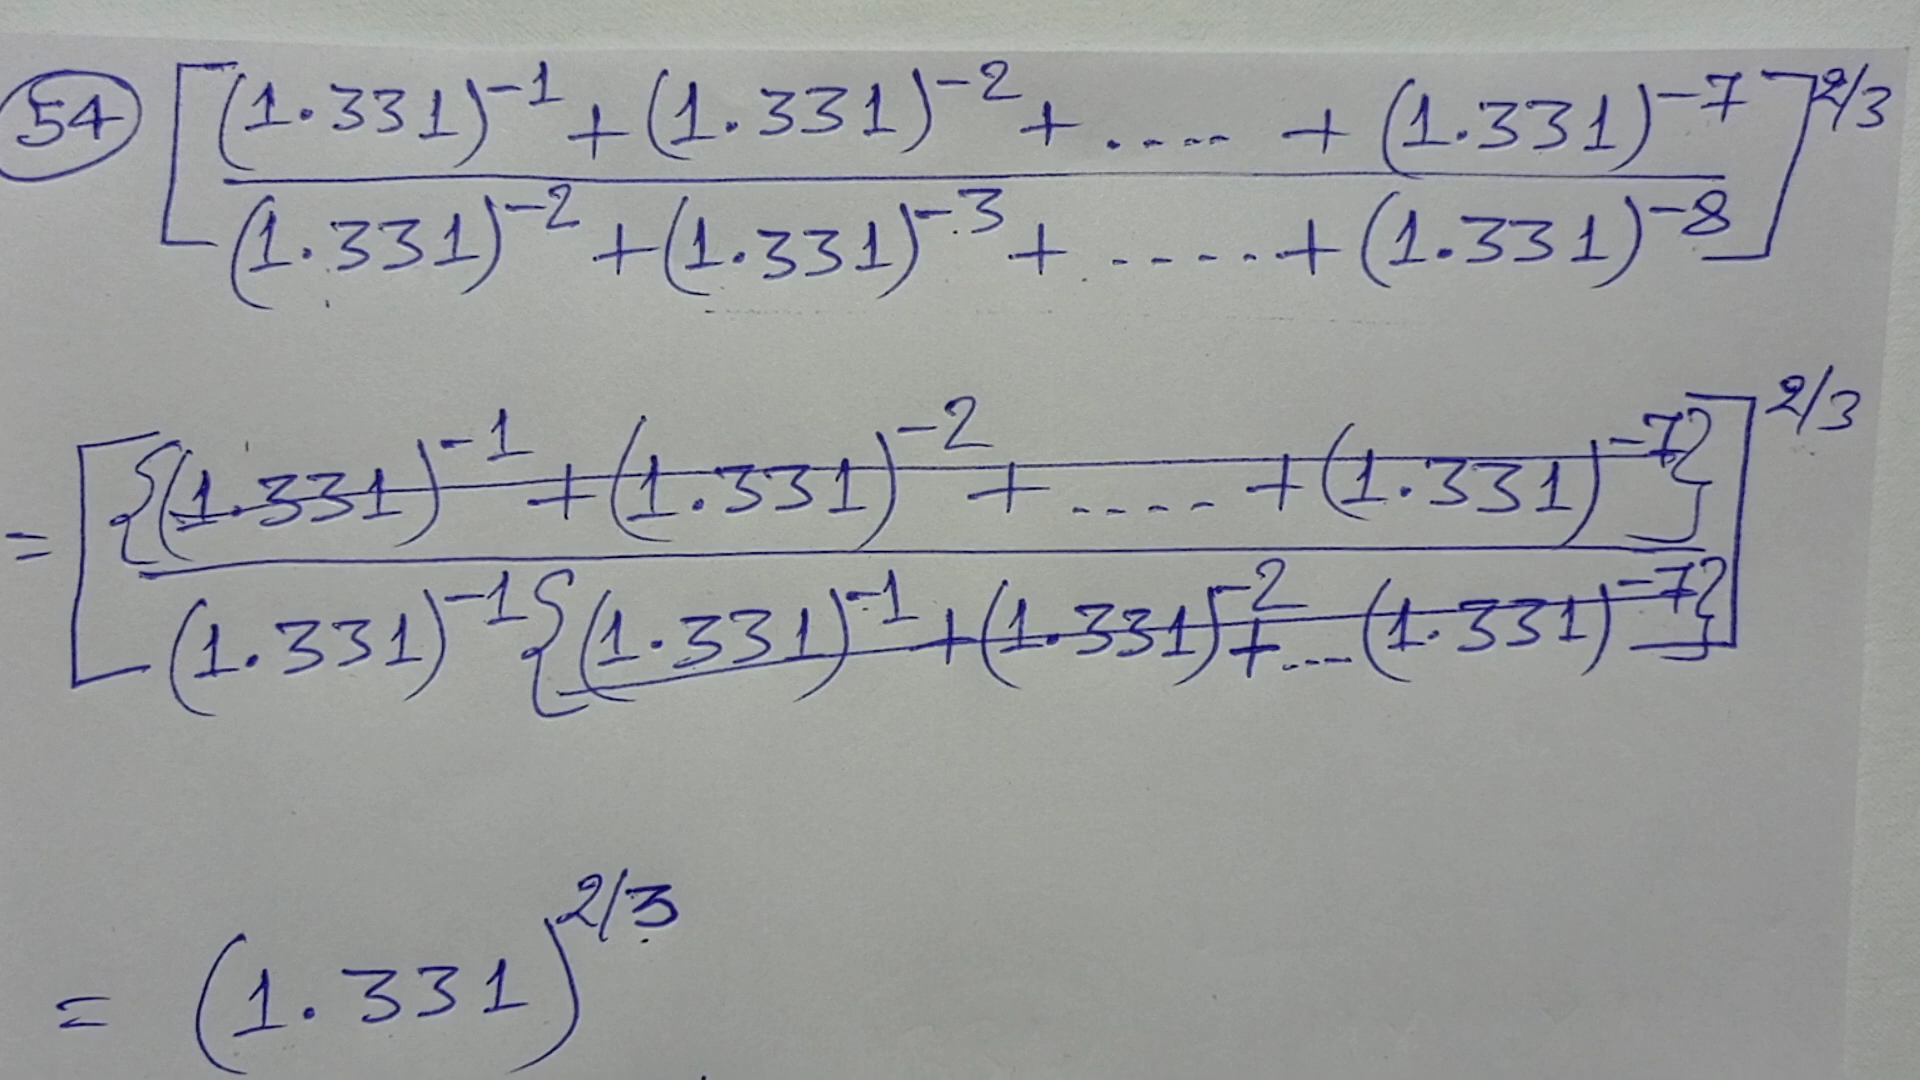 54 [(1.331)^-1 + (1.331)^-2 + .... + (1.331)^-7]^2/3
(1.331)^-2 + (1.331)^-3 + ..... + (1.331)^-8
= [{(1.331)^-1 + (1.331)^-2 + .... + (1.331)^-7}]^2/3
(1.331)^-1 {(1.331)^-1 + (1.331)^-2 + ... (1.331)^-7}
= (1.331)^2/3